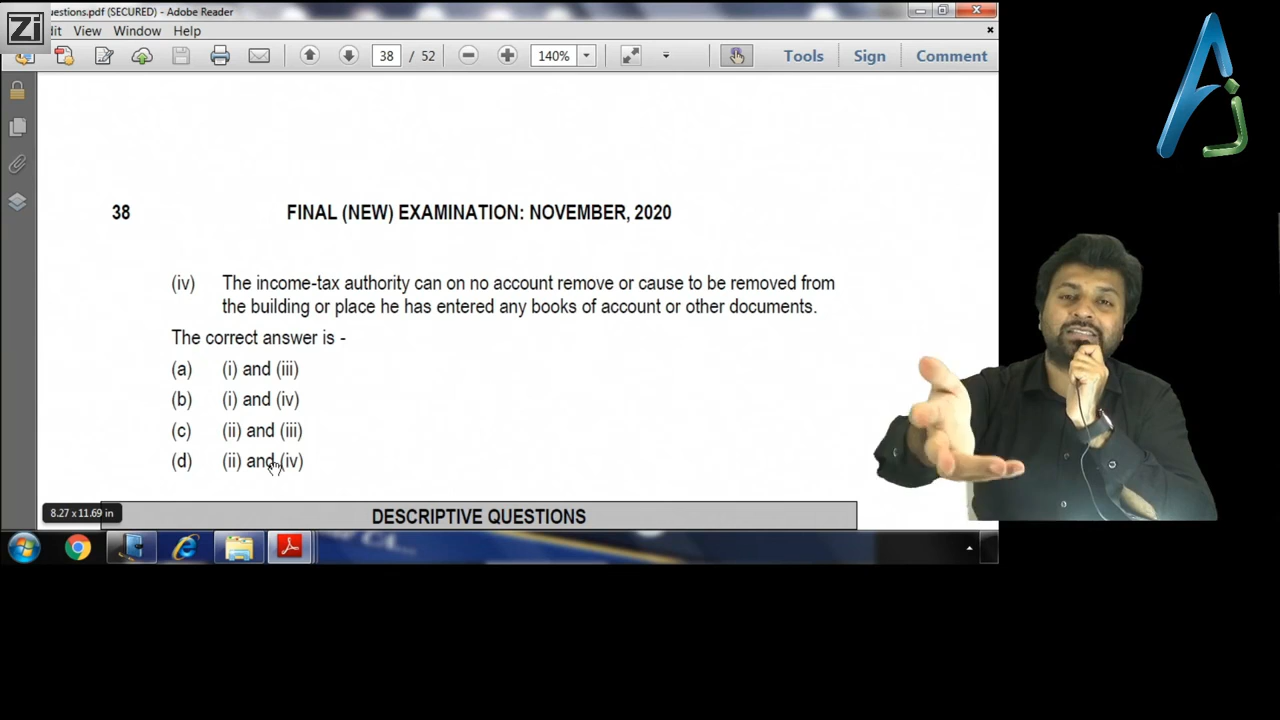 Zi
uestions.pdf (SECURED) - Adobe Reader
dit View Window Help
38 / 52 140% Tools Sign Comment
38 FINAL (NEW) EXAMINATION: NOVEMBER, 2020
(iv) The income-tax authority can on no account remove or cause to be removed from
the building or place he has entered any books of account or other documents.
The correct answer is -
(a) (i) and (iii)
(b) (i) and (iv)
(c) (ii) and (iii)
(d) (ii) and (iv)
8.27 x 11.69 in
DESCRIPTIVE QUESTIONS